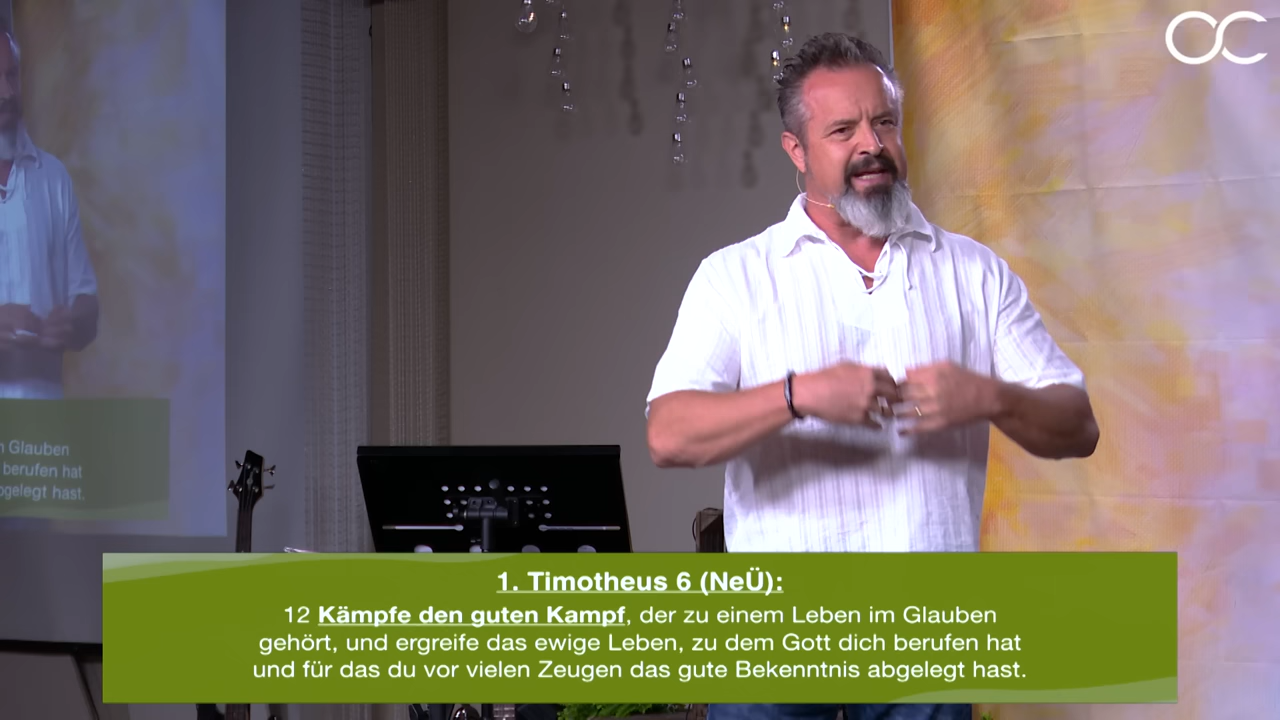 OC
n Glauben
berufen hat
bgelegt hast.
1. Timotheus 6 (NeÜ):
12 Kämpfe den guten Kampf, der zu einem Leben im Glauben
gehört, und ergreife das ewige Leben, zu dem Gott dich berufen hat
und für das du vor vielen Zeugen das gute Bekenntnis abgelegt hast.